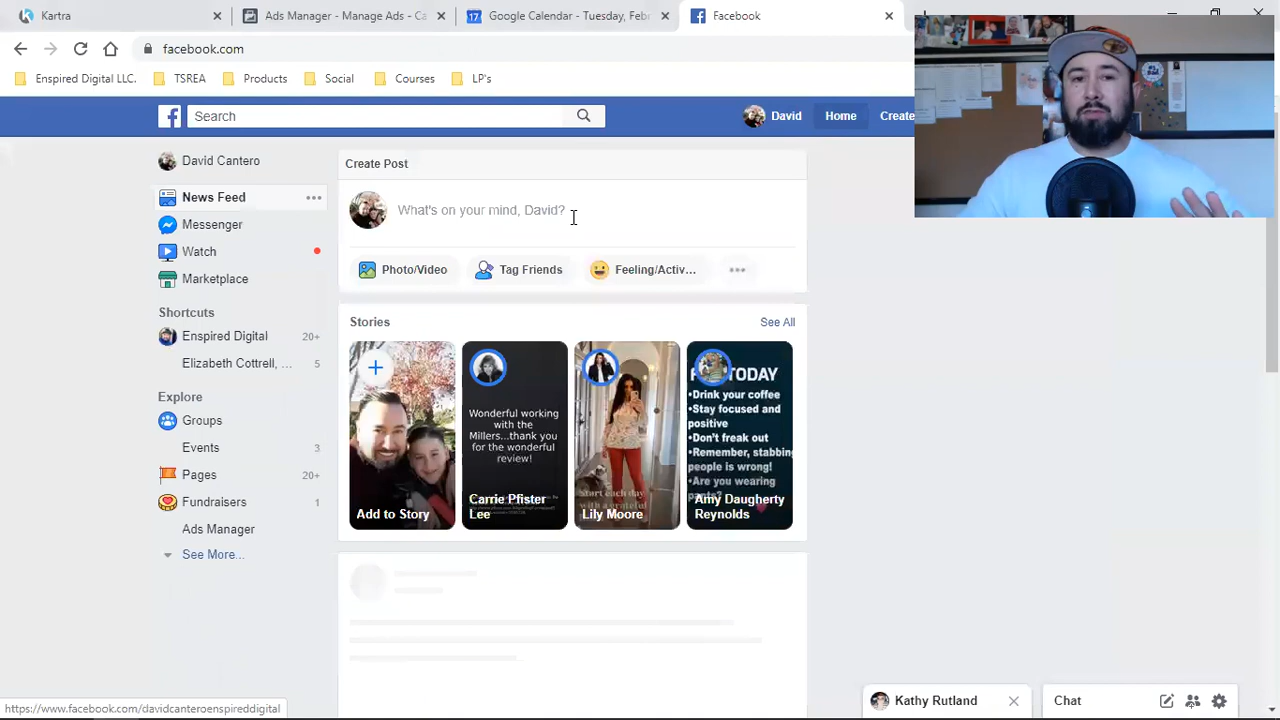 Kartra
Ads Manager - Manage Ads - Ca
Google Calendar - Tuesday, Febr
Facebook
facebook.com
Enspired Digital LLC.
TSREA
Products
Social
Courses
LP's
Search
David
Home
Create
David Cantero
News Feed
Messenger
Watch
Marketplace
Shortcuts
Enspired Digital 20+
Elizabeth Cottrell, ... 5
Explore
Groups
Events 3
Pages 20+
Fundraisers 1
Ads Manager
See More...
Create Post
What's on your mind, David?
Photo/Video
Tag Friends
Feeling/Activ...
Stories
See All
Add to Story
Wonderful working
with the
Millers...thank you
for the wonderful
review!
Carrie Pfister
Lee
Start each day
with a grateful
Lily Moore
TODAY
•Drink your coffee
•Stay focused and
positive
•Don't freak out
•Remember, stabbing
people is wrong!
•Are you wearing
pants?
Amy Daugherty
Reynolds
Kathy Rutland
Chat
https://www.facebook.com/davidcanteroenspireddigital